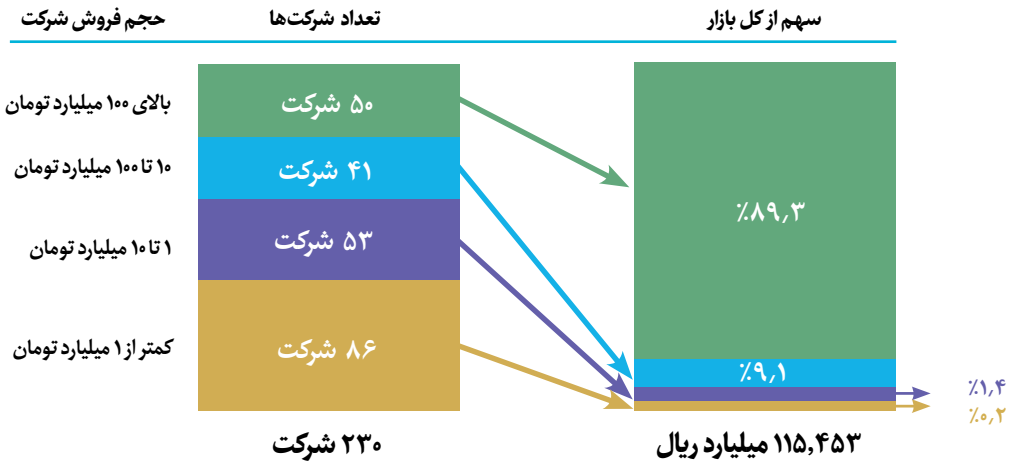 سهم از کل بازار
تعداد شرکت‌ها
حجم فروش شرکت
بالای ۱۰۰ میلیارد تومان
۵۰ شرکت
٪۸۹٫۳
۱۰ تا ۱۰۰ میلیارد تومان
۴۱ شرکت
٪۹٫۱
۱ تا ۱۰ میلیارد تومان
۵۳ شرکت
٪۱٫۴
کمتر از ۱ میلیارد تومان
۸۶ شرکت
٪۰٫۲
۲۳۰ شرکت
۱۱۵,۴۵۳ میلیارد ریال